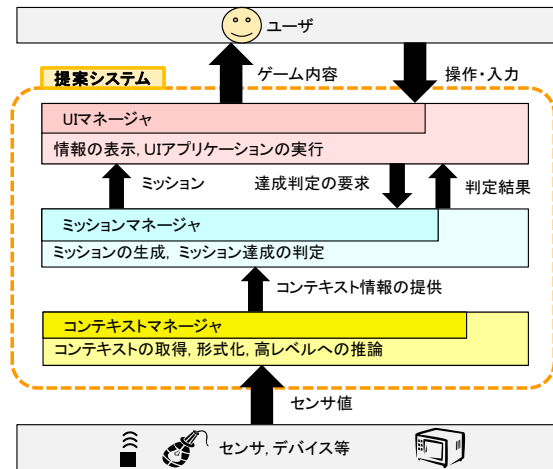 ユーザ
ゲーム内容
操作・入力
提案システム
UIマネージャ
情報の表示, UIアプリケーションの実行
ミッション
達成判定の要求
判定結果
ミッションマネージャ
ミッションの生成, ミッション達成の判定
コンテキスト情報の提供
コンテキストマネージャ
コンテキストの取得, 形式化, 高レベルへの推論
センサ値
センサ, デバイス等